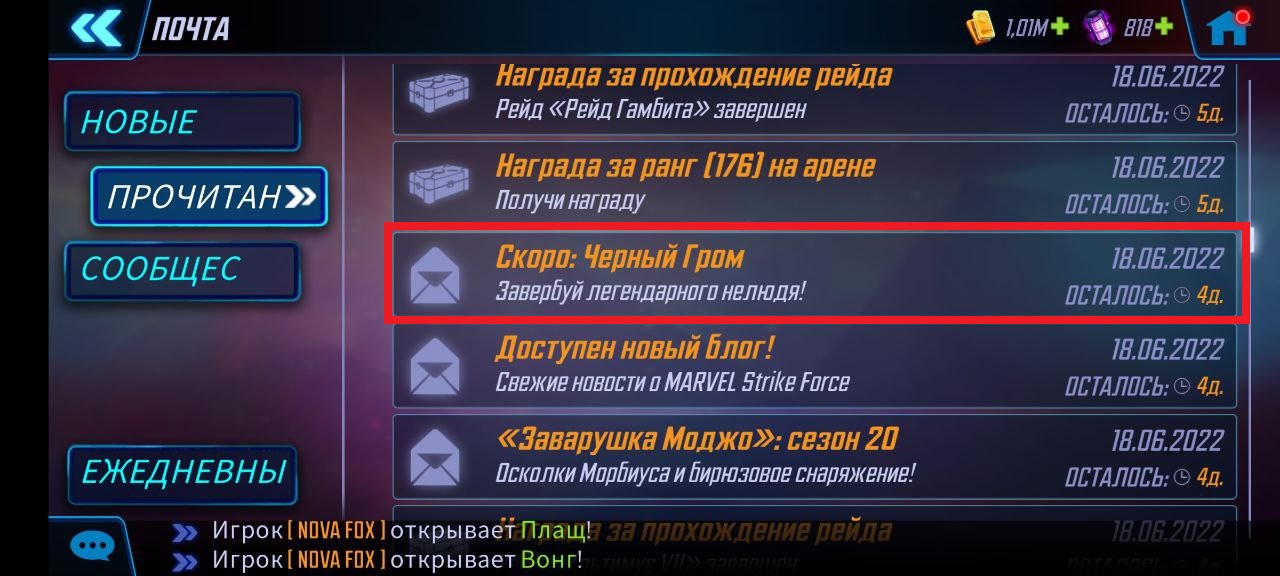 ПОЧТА
1,01M
818
НОВЫЕ
ПРОЧИТАН
СООБЩЕС
ЕЖЕДНЕВНЫ
Награда за прохождение рейда
18.06.2022
Рейд «Рейд Гамбита» завершен
ОСТАЛОСЬ: 5д.
Награда за ранг (176) на арене
18.06.2022
Получи награду
ОСТАЛОСЬ: 5д.
Скоро: Черный Гром
18.06.2022
Завербуй легендарного нелюдя!
ОСТАЛОСЬ: 4д.
Доступен новый блог!
18.06.2022
Свежие новости о MARVEL Strike Force
ОСТАЛОСЬ: 4д.
«Заварушка Моджо»: сезон 20
18.06.2022
Осколки Морбиуса и бирюзовое снаряжение!
ОСТАЛОСЬ: 4д.
Награда за прохождение рейда
18.06.2022
ОСТАЛОСЬ: 4д.
Игрок [ NOVA FOX ] открывает Плащ!
Игрок [ NOVA FOX ] открывает Вонг!